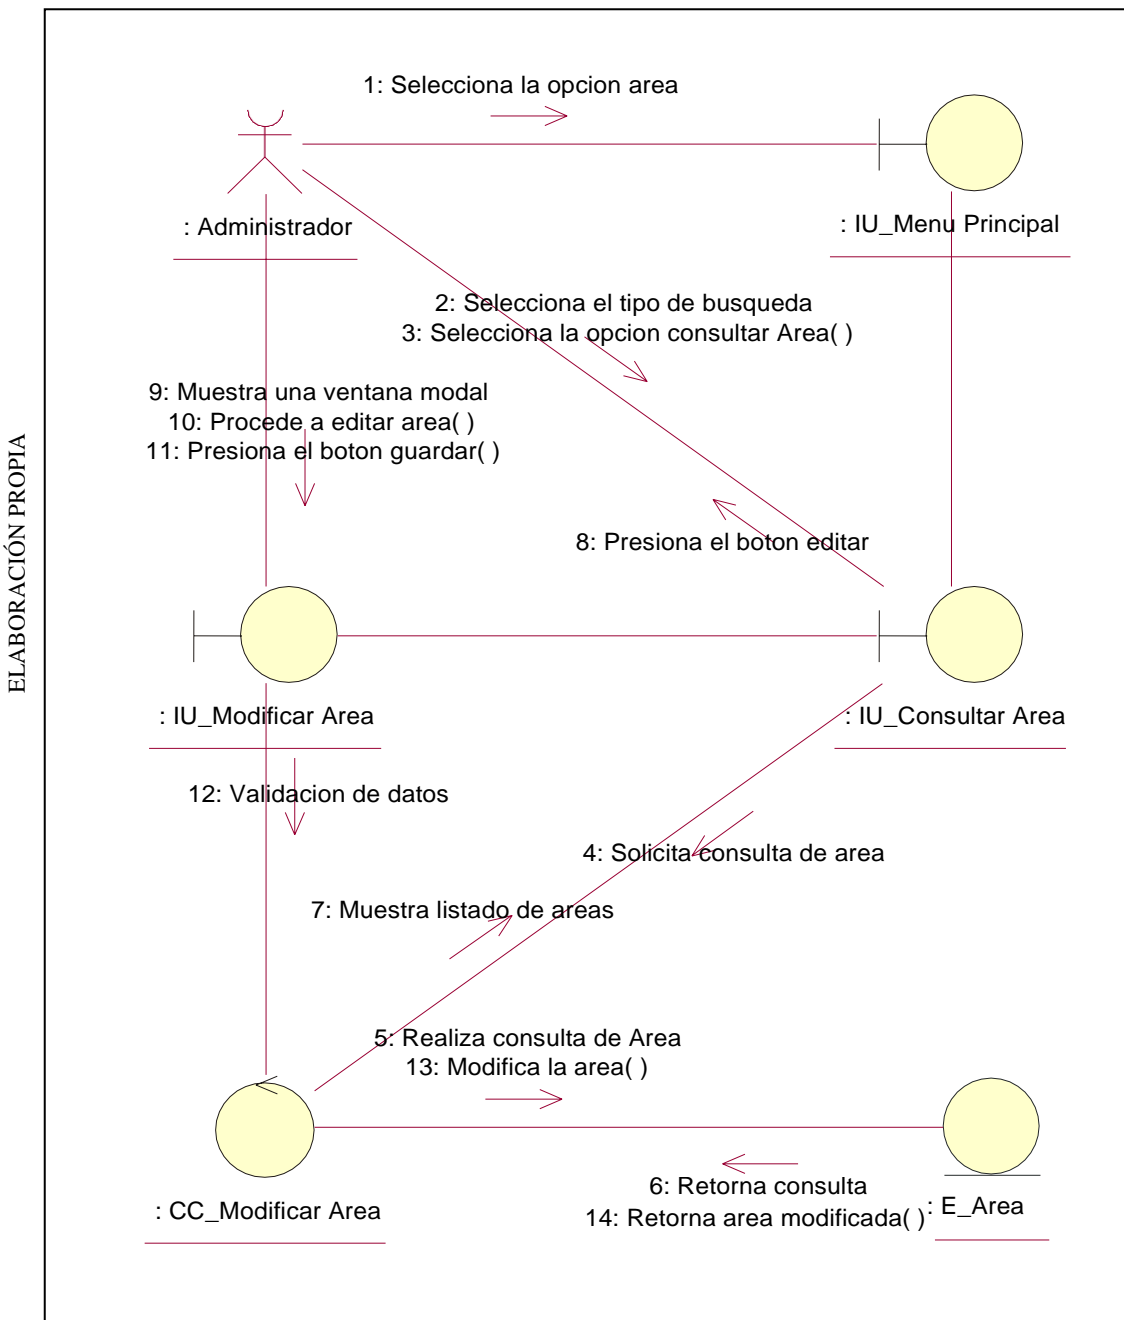 1: Selecciona la opcion area
: Administrador
: IU_Menu Principal
2: Selecciona el tipo de busqueda
3: Selecciona la opcion consultar Area( )
9: Muestra una ventana modal
10: Procede a editar area( )
11: Presiona el boton guardar( )
ELABORACIÓN PROPIA
8: Presiona el boton editar
: IU_Modificar Area
: IU_Consultar Area
12: Validacion de datos
4: Solicita consulta de area
7: Muestra listado de areas
5: Realiza consulta de Area
13: Modifica la area( )
6: Retorna consulta
14: Retorna area modificada( )
: E_Area
: CC_Modificar Area